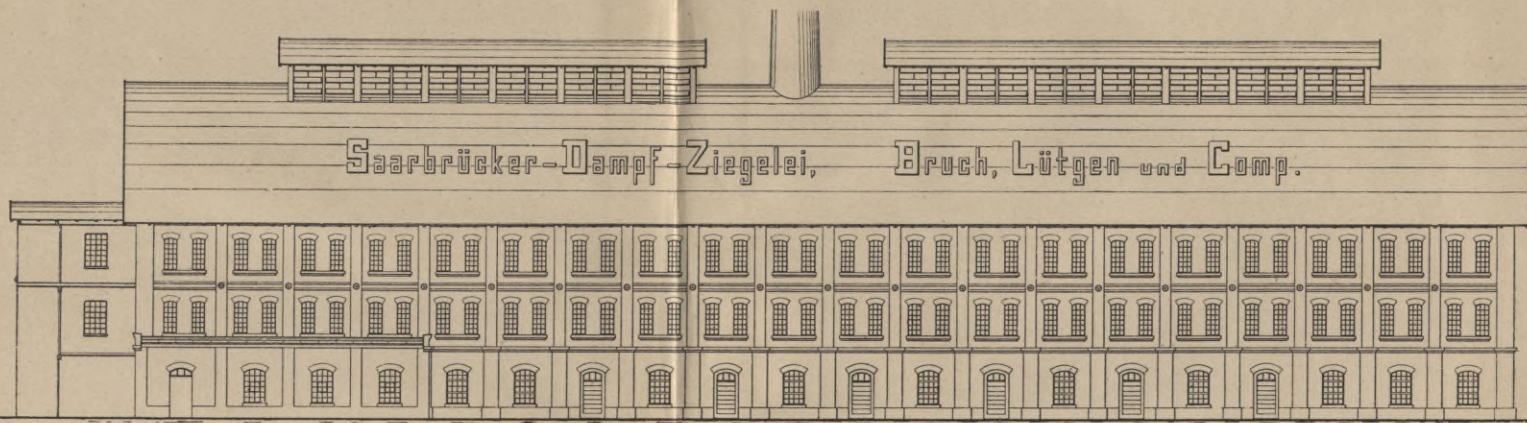 Saarbrücker-Dampf-Ziegelei, Bruch, Lütgen und Comp.